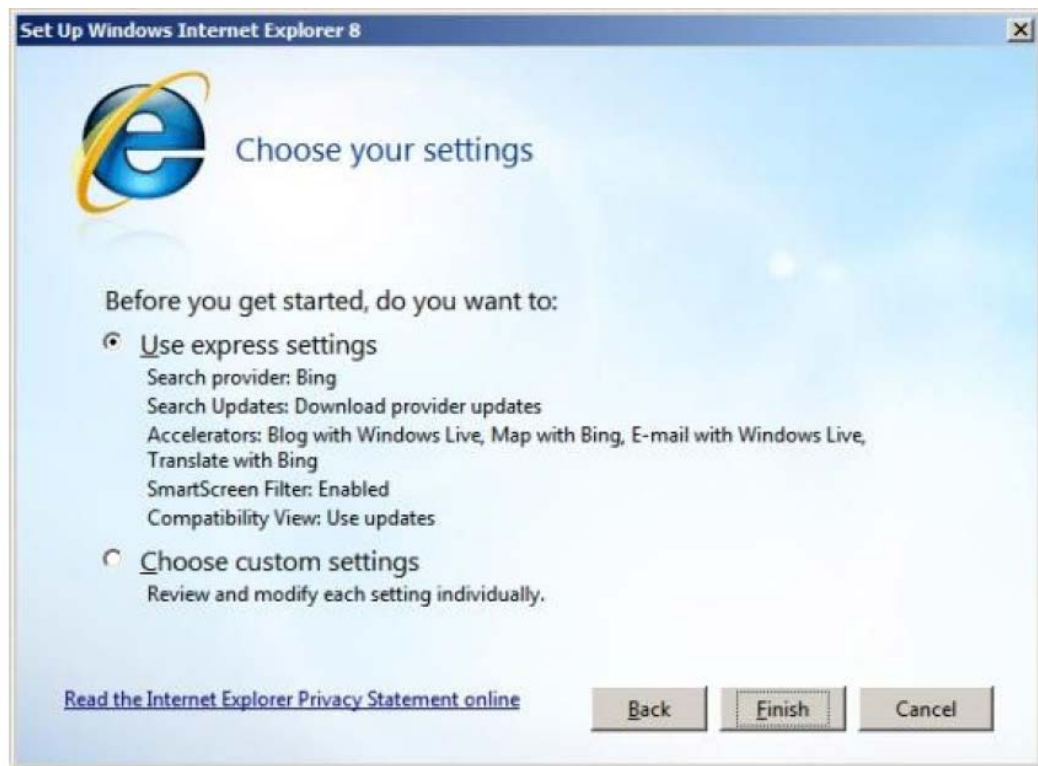 Set Up Windows Internet Explorer 8
Choose your settings
Before you get started, do you want to:
Use express settings
Search provider: Bing
Search Updates: Download provider updates
Accelerators: Blog with Windows Live, Map with Bing, E-mail with Windows Live,
Translate with Bing
SmartScreen Filter: Enabled
Compatibility View: Use updates
Choose custom settings
Review and modify each setting individually.
Read the Internet Explorer Privacy Statement online
Back
Finish
Cancel